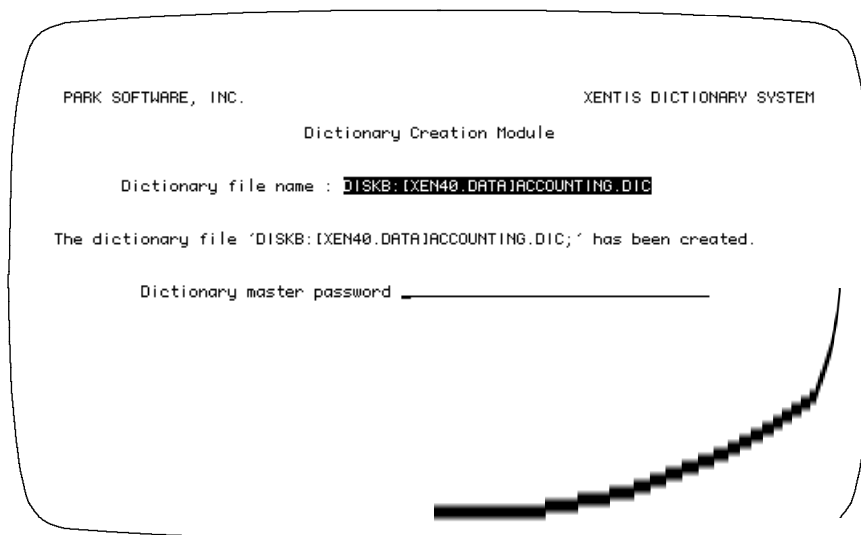 PARK SOFTWARE, INC. XENTIS DICTIONARY SYSTEM
Dictionary Creation Module
Dictionary file name : DISKB:[XEN40.DATA]ACCOUNTING.DIC
The dictionary file ´DISKB:[XEN40.DATA]ACCOUNTING.DIC;´ has been created.
Dictionary master password